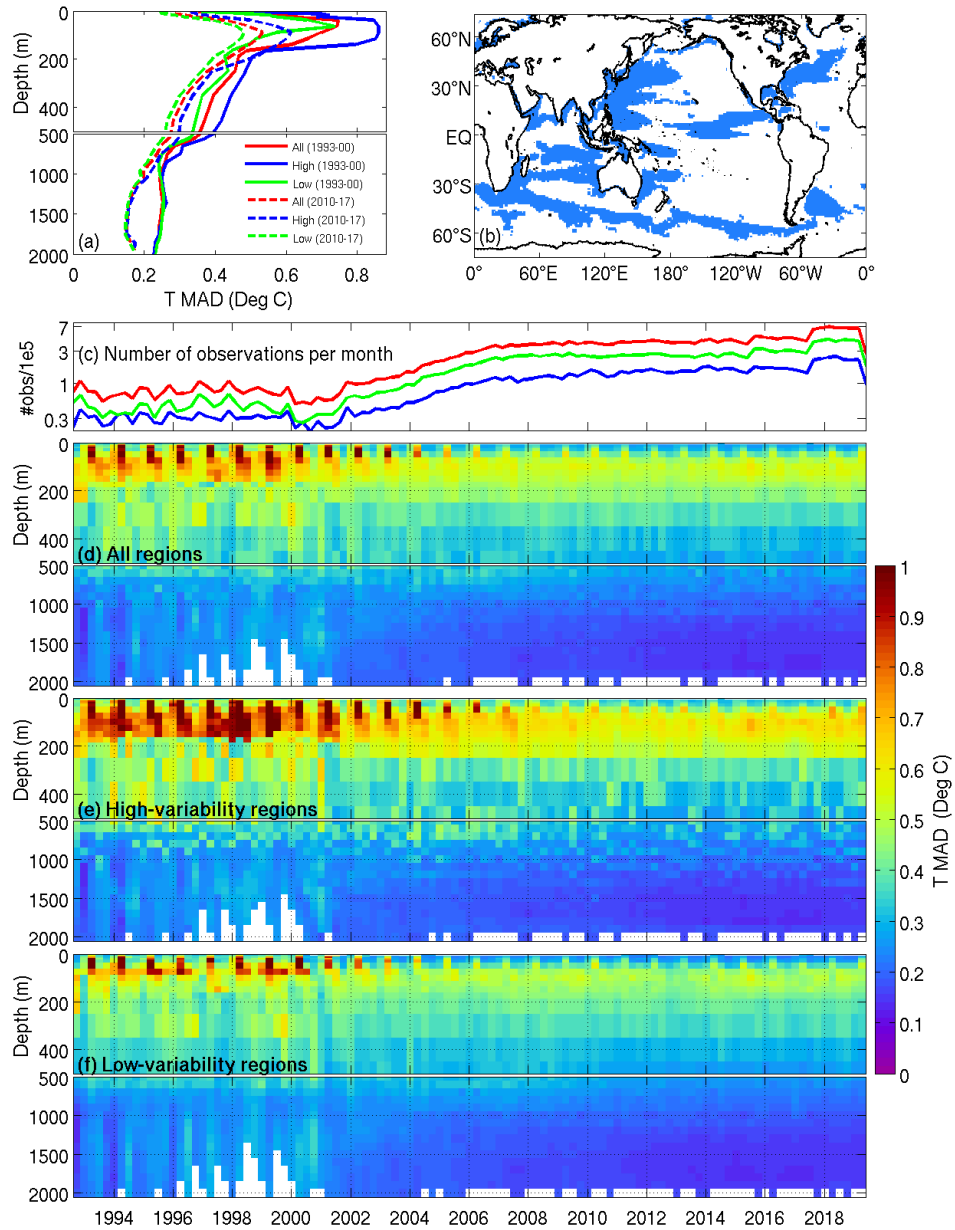 0
200
400
500
1000
1500
2000
Depth (m)
All (1993-00)
High (1993-00)
Low (1993-00)
All (2010-17)
High (2010-17)
Low (2010-17)
(a)
0 0.2 0.4 0.6 0.8
T MAD (Deg C)
60°N
30°N
EQ
30°S
60°S
(b)
0° 60°E 120°E 180° 120°W 60°W 0°
7
3
1
0.3
#obs/1e5
(c) Number of observations per month
0
200
400
Depth (m)
(d) All regions
500
1000
1500
2000
0
200
400
Depth (m)
(e) High-variability regions
500
1000
1500
2000
0
200
400
Depth (m)
(f) Low-variability regions
500
1000
1500
2000
1994 1996 1998 2000 2002 2004 2006 2008 2010 2012 2014 2016 2018
1
0.9
0.8
0.7
0.6
0.5
0.4
0.3
0.2
0.1
0
T MAD (Deg C)